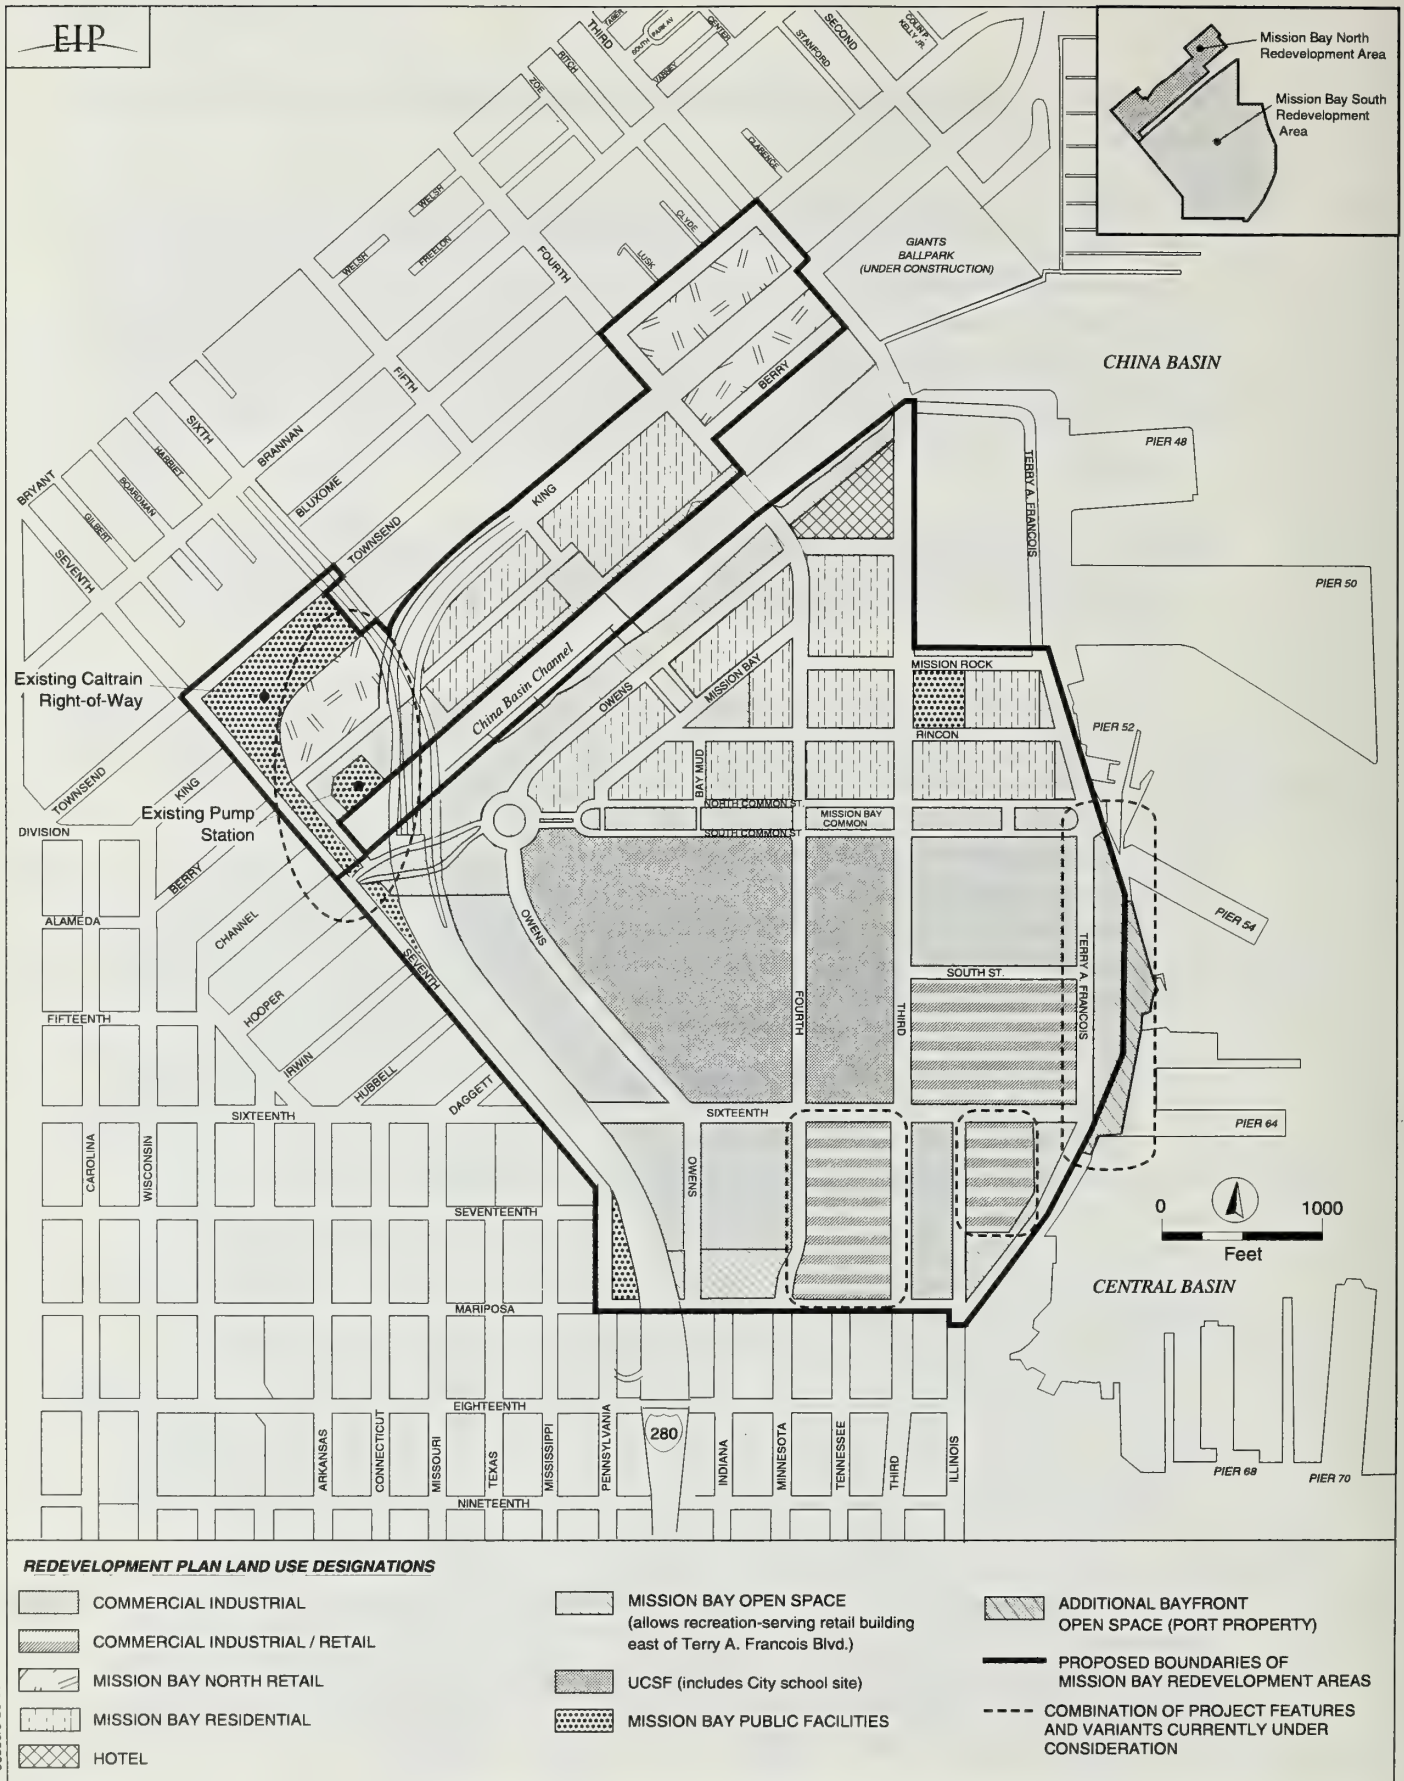 EIP
Mission Bay North
Redevelopment Area
Mission Bay South
Redevelopment
Area
TABER
THIRD
SOUTH PARK AV
CENTER
VARNEY
SECOND
STANFORD
COLIN P.
KELLY JR.
RITCH
ZOE
CLARENCE
WELSH
FREELON
WELSH
CLYDE
LUSK
FOURTH
GIANTS
BALLPARK
(UNDER CONSTRUCTION)
CHINA BASIN
FIFTH
BERRY
SIXTH
BRANNAN
HARRIET
BOARDMAN
GILBERT
BRYANT
SEVENTH
BLUXOME
TOWNSEND
KING
PIER 48
TERRY A. FRANCOIS
PIER 50
Existing Caltrain
Right-of-Way
China Basin Channel
OWENS
MISSION BAY
MISSION ROCK
RINCON
PIER 52
BAY MUD
NORTH COMMON ST.
MISSION BAY
COMMON
SOUTH COMMON ST
TOWNSEND
KING
Existing Pump
Station
DIVISION
BERRY
ALAMEDA
CHANNEL
OWENS
SEVENTH
PIER 54
TERRY A. FRANCOIS
SOUTH ST.
FOURTH
THIRD
FIFTEENTH
HOOPER
IRWIN
HUBBELL
DAGGETT
SIXTEENTH
SIXTEENTH
PIER 64
CAROLINA
WISCONSIN
OWENS
SEVENTEENTH
0
1000
Feet
CENTRAL BASIN
MARIPOSA
EIGHTEENTH
280
ARKANSAS
CONNECTICUT
MISSOURI
TEXAS
MISSISSIPPI
PENNSYLVANIA
INDIANA
MINNESOTA
TENNESSEE
THIRD
ILLINOIS
PIER 68
PIER 70
NINETEENTH
REDEVELOPMENT PLAN LAND USE DESIGNATIONS
COMMERCIAL INDUSTRIAL
COMMERCIAL INDUSTRIAL / RETAIL
MISSION BAY NORTH RETAIL
MISSION BAY RESIDENTIAL
HOTEL
MISSION BAY OPEN SPACE
(allows recreation-serving retail building
east of Terry A. Francois Blvd.)
UCSF (includes City school site)
MISSION BAY PUBLIC FACILITIES
ADDITIONAL BAYFRONT
OPEN SPACE (PORT PROPERTY)
PROPOSED BOUNDARIES OF
MISSION BAY REDEVELOPMENT AREAS
COMBINATION OF PROJECT FEATURES
AND VARIANTS CURRENTLY UNDER
CONSIDERATION